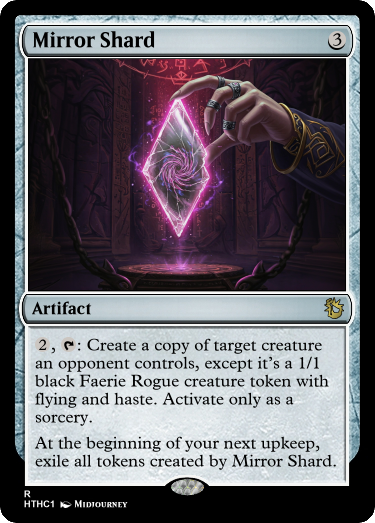 Mirror Shard 3
Artifact
2, : Create a copy of target creature
an opponent controls, except it's a 1/1
black Faerie Rogue creature token with
flying and haste. Activate only as a
sorcery.
At the beginning of your next upkeep,
exile all tokens created by Mirror Shard.
R
HTHC1 Midjourney